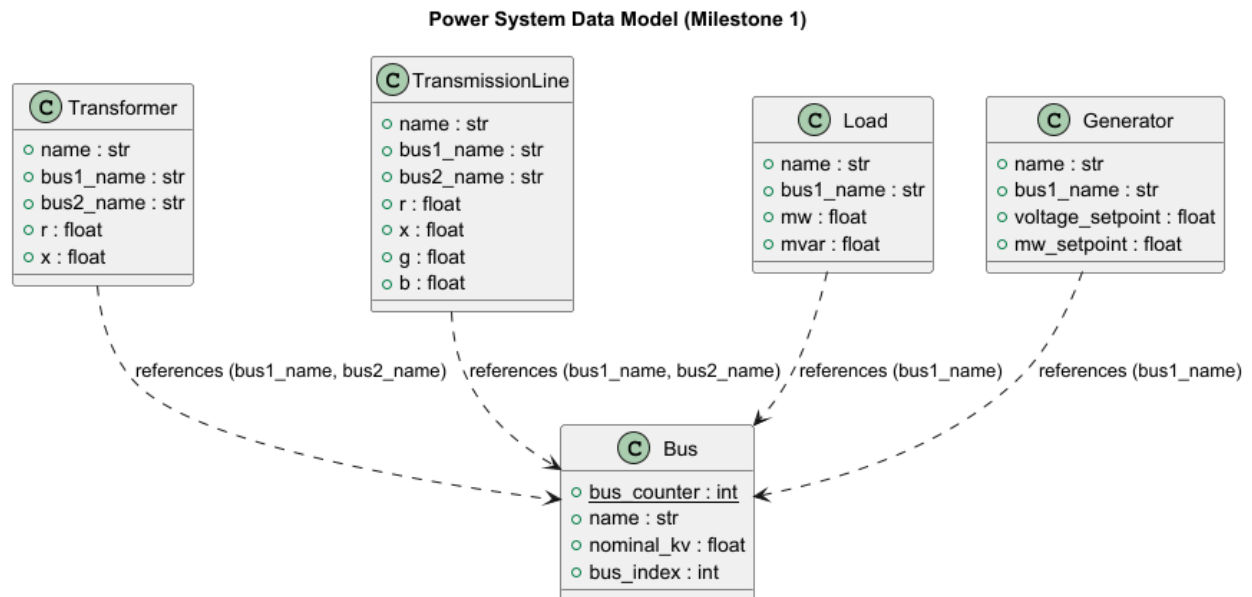 Power System Data Model (Milestone 1)
C Transformer
name : str
bus1_name : str
bus2_name : str
r : float
x : float
C TransmissionLine
name : str
bus1_name : str
bus2_name : str
r : float
x : float
g : float
b : float
C Load
name : str
bus1_name : str
mw : float
mvar : float
C Generator
name : str
bus1_name : str
voltage_setpoint : float
mw_setpoint : float
references (bus1_name, bus2_name)
references (bus1_name, bus2_name)
references (bus1_name)
references (bus1_name)
C Bus
bus_counter : int
name : str
nominal_kv : float
bus_index : int